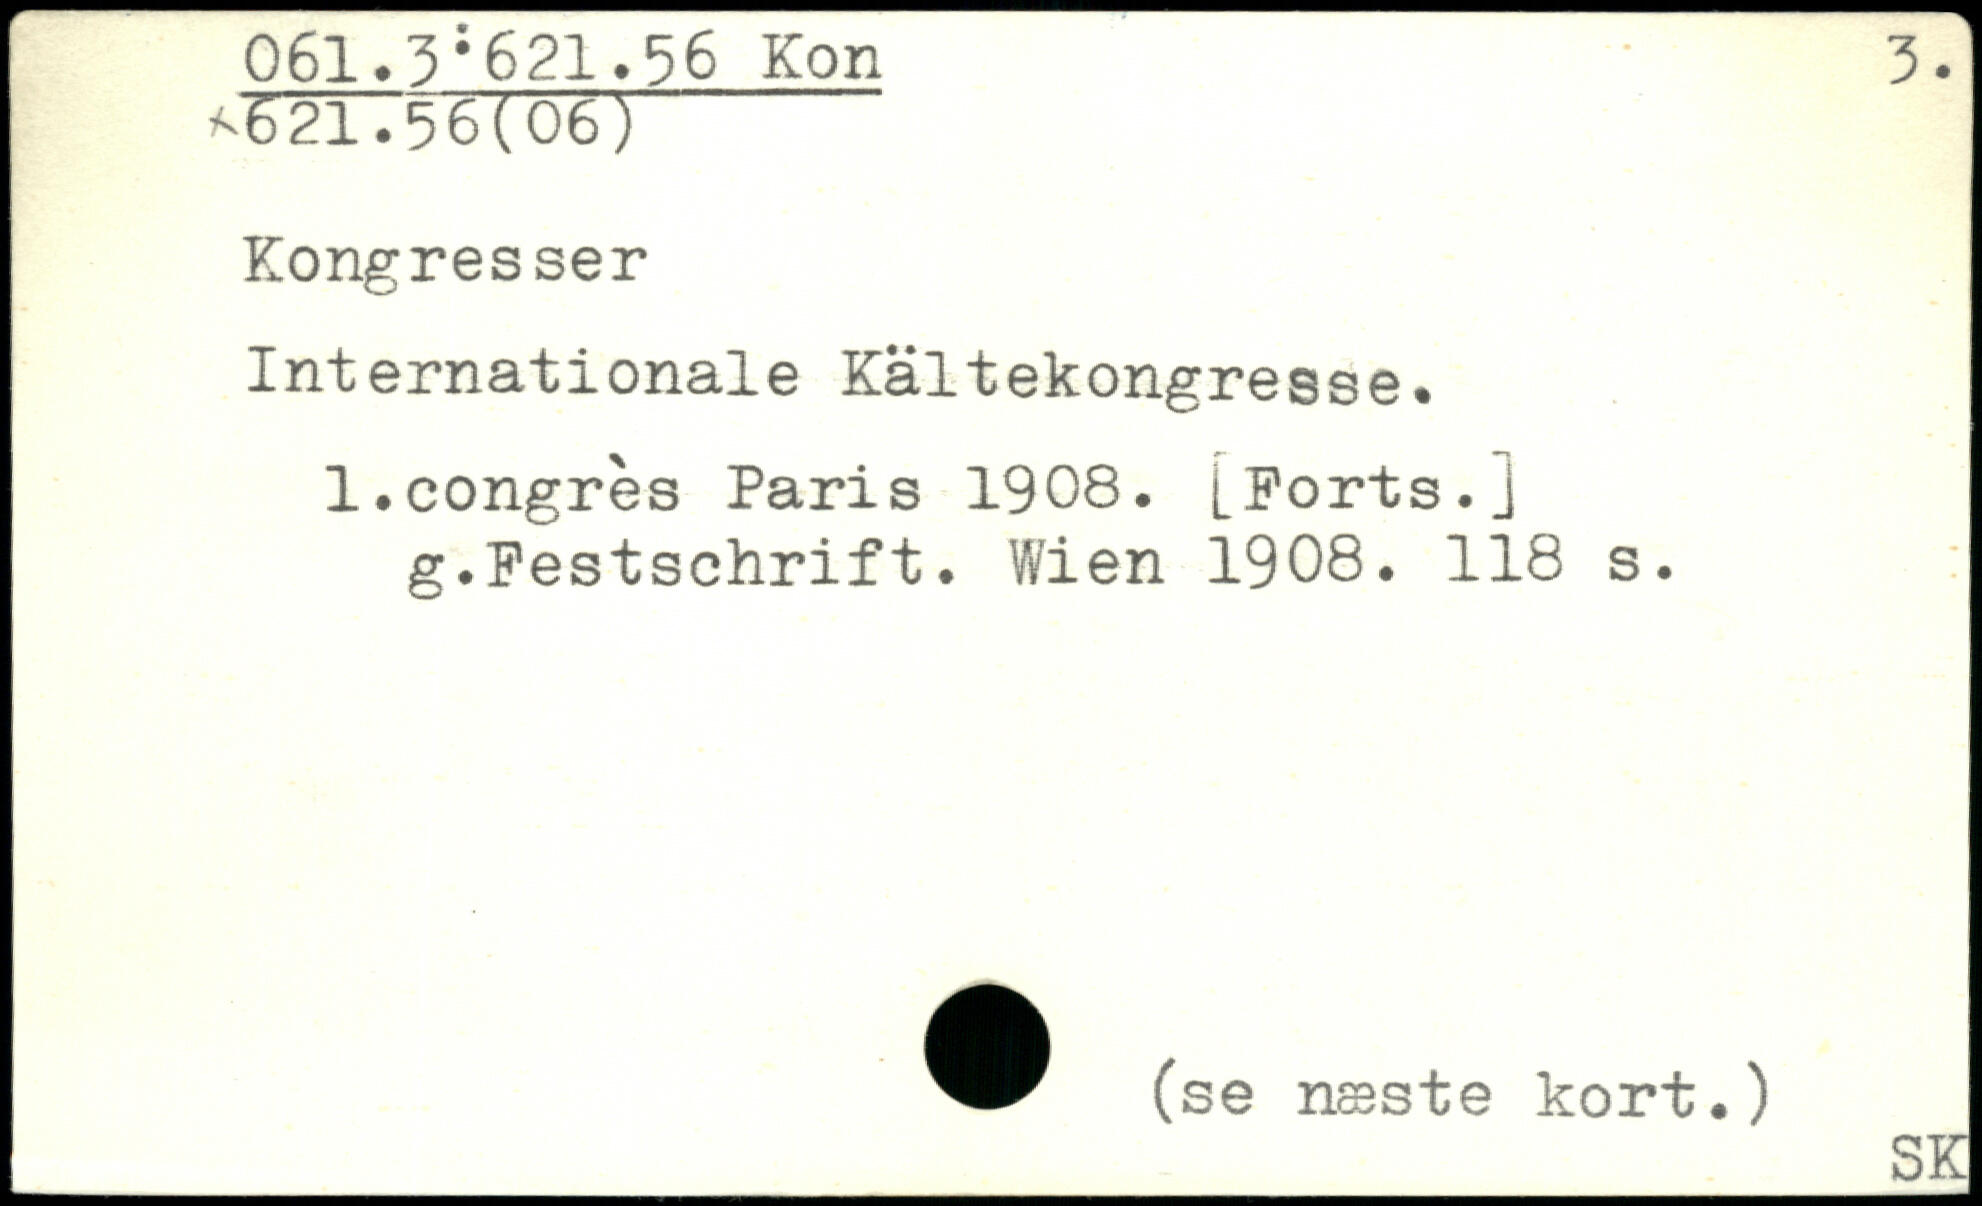 061.3:621.56 Kon
3.
×621.56(06)
Kongresser
Internationale Kältekongresse.
1.congrès Paris 1908. [Forts.]
g.Festschrift. Wien 1908. 118 s.
(se næste kort.)
SK